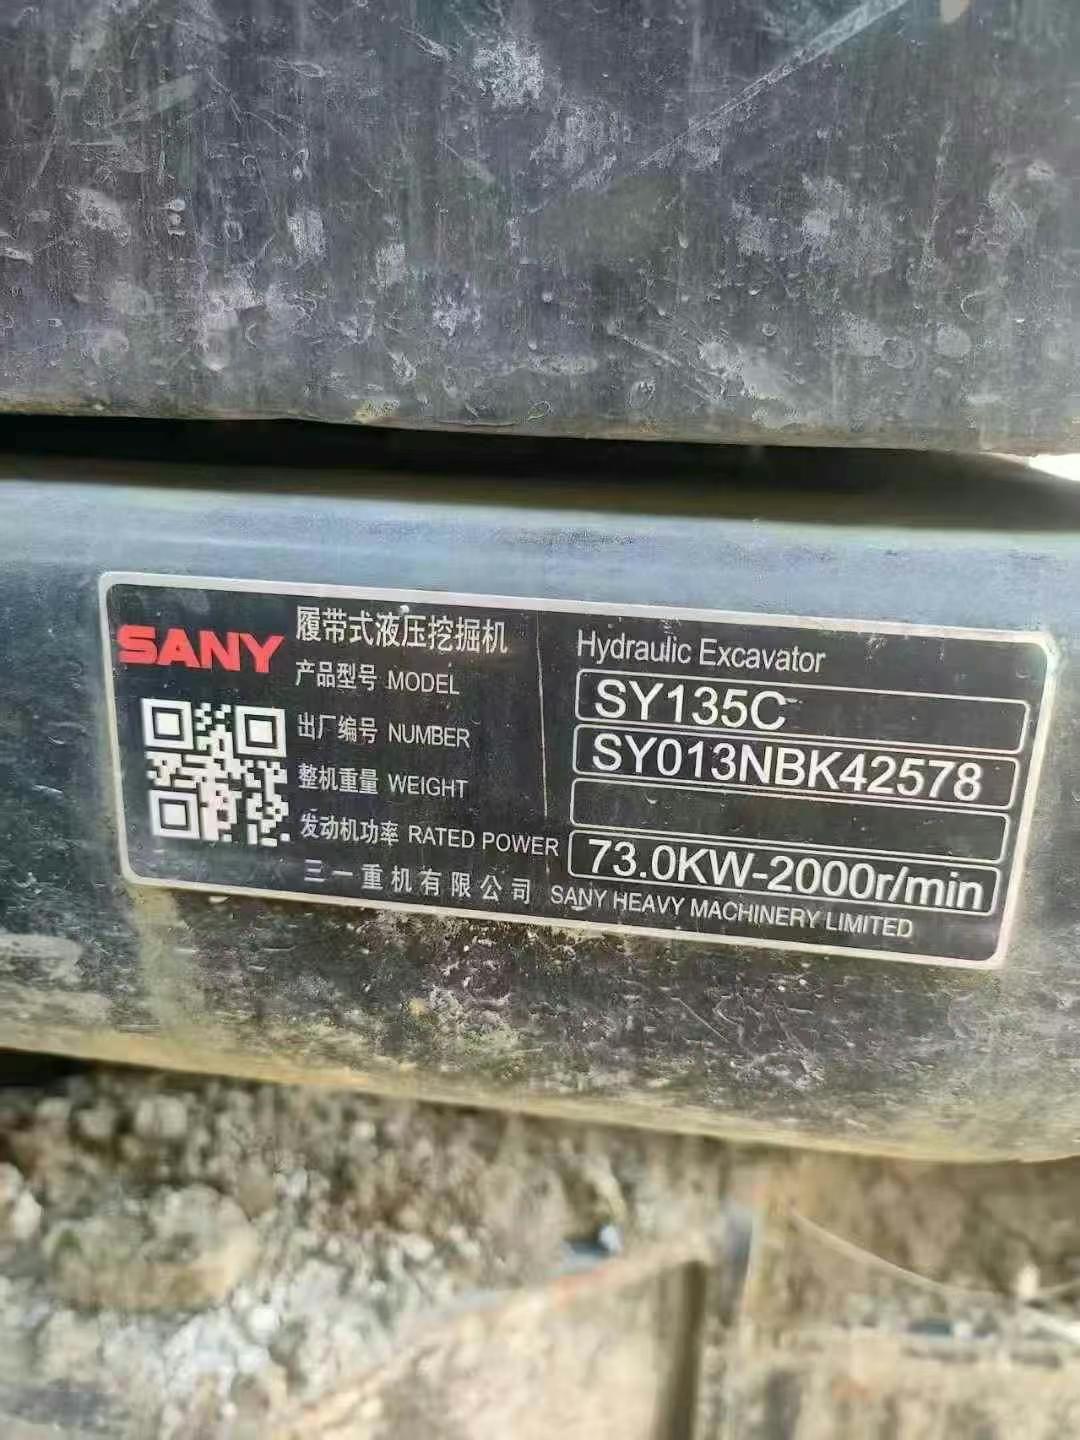 SANY
履带式液压挖掘机 Hydraulic Excavator
产品型号 MODEL SY135C
出厂编号 NUMBER SY013NBK42578
整机重量 WEIGHT
发动机功率 RATED POWER 73.0KW-2000r/min
三一重机有限公司 SANY HEAVY MACHINERY LIMITED